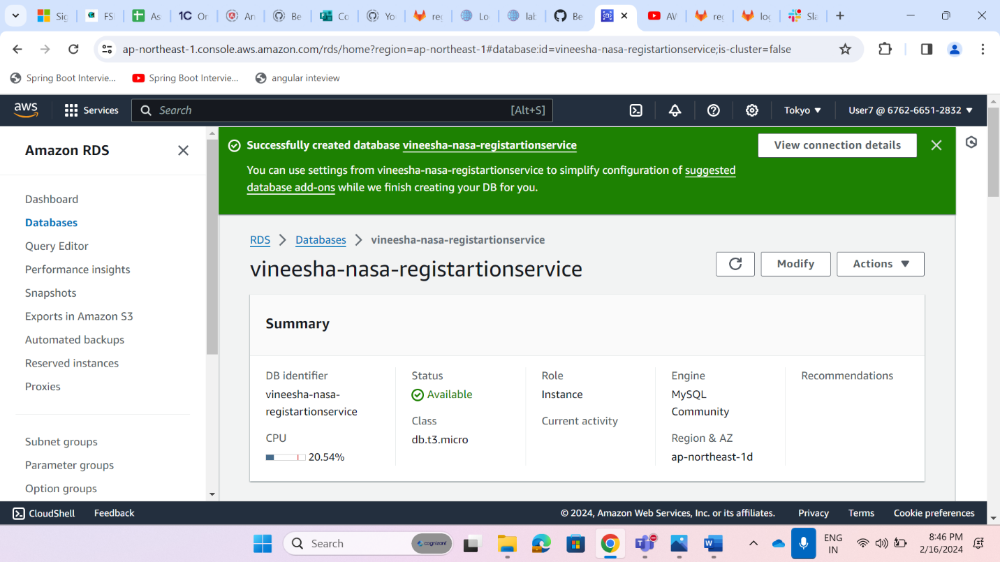 Sig
FS
As
1C Or
An
Be
Co
Yo
reg
Lo
lab
Be
AV
reg
log
Sla
ap-northeast-1.console.aws.amazon.com/rds/home?region=ap-northeast-1#database:id=vineesha-nasa-registartionservice;is-cluster=false
Spring Boot Intervie...
Spring Boot Intervie...
angular inteview
aws
Services
Search
[Alt+S]
Tokyo ▼
User7 @ 6762-6651-2832 ▼
Amazon RDS
Dashboard
Databases
Query Editor
Performance insights
Snapshots
Exports in Amazon S3
Automated backups
Reserved instances
Proxies
Subnet groups
Parameter groups
Option groups
Successfully created database vineesha-nasa-registartionservice
View connection details
You can use settings from vineesha-nasa-registartionservice to simplify configuration of suggested
database add-ons while we finish creating your DB for you.
RDS > Databases > vineesha-nasa-registartionservice
vineesha-nasa-registartionservice
Modify
Actions ▼
Summary
DB identifier
vineesha-nasa-
registartionservice
CPU
20.54%
Status
Available
Class
db.t3.micro
Role
Instance
Current activity
Engine
MySQL
Community
Region & AZ
ap-northeast-1d
Recommendations
CloudShell
Feedback
© 2024, Amazon Web Services, Inc. or its affiliates.
Privacy
Terms
Cookie preferences
Search
cognizant
ENG
IN
8:46 PM
2/16/2024